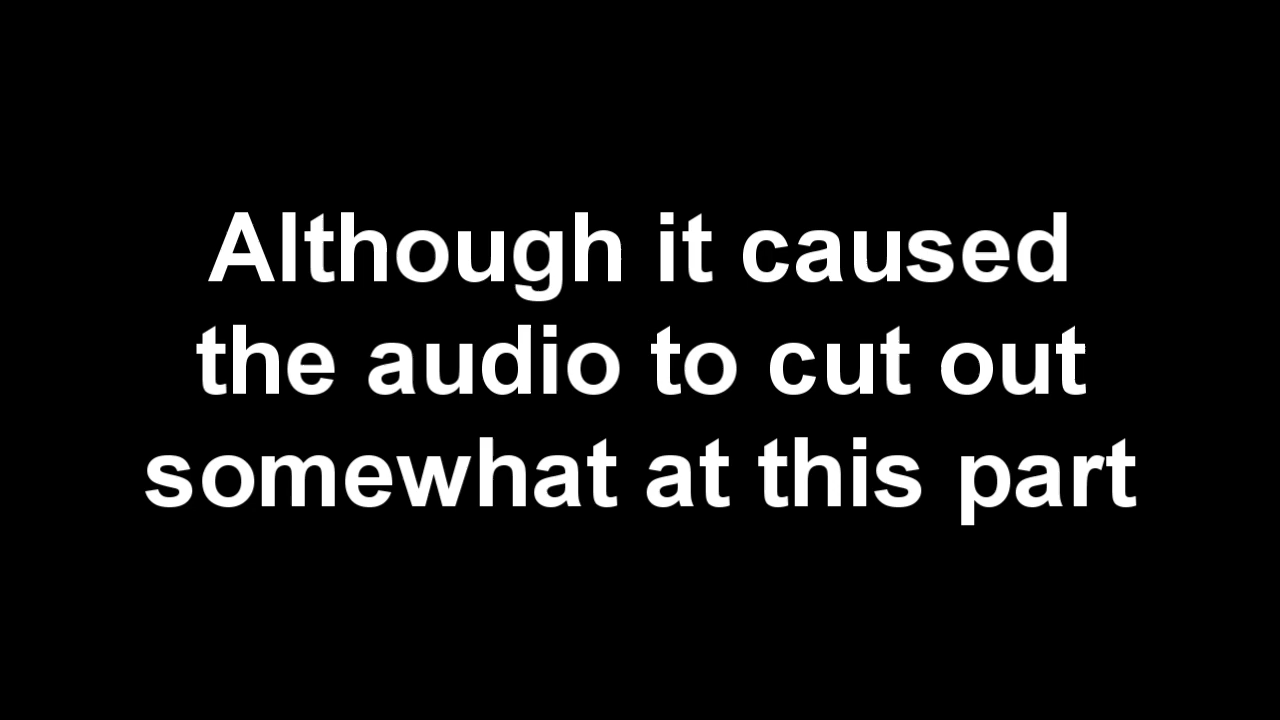 Although it caused
the audio to cut out
somewhat at this part